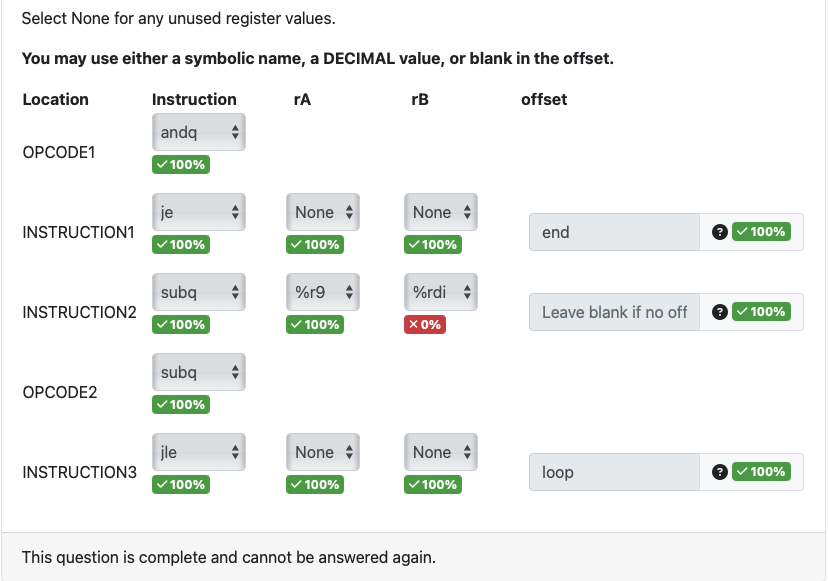 Select None for any unused register values.
You may use either a symbolic name, a DECIMAL value, or blank in the offset.
Location Instruction rA rB offset
OPCODE1 andq
✓ 100%
INSTRUCTION1 je None None end ? ✓ 100%
✓ 100% ✓ 100% ✓ 100%
INSTRUCTION2 subq %r9 %rdi Leave blank if no off ? ✓ 100%
✓ 100% ✓ 100% × 0%
OPCODE2 subq
✓ 100%
INSTRUCTION3 jle None None loop ? ✓ 100%
✓ 100% ✓ 100% ✓ 100%
This question is complete and cannot be answered again.